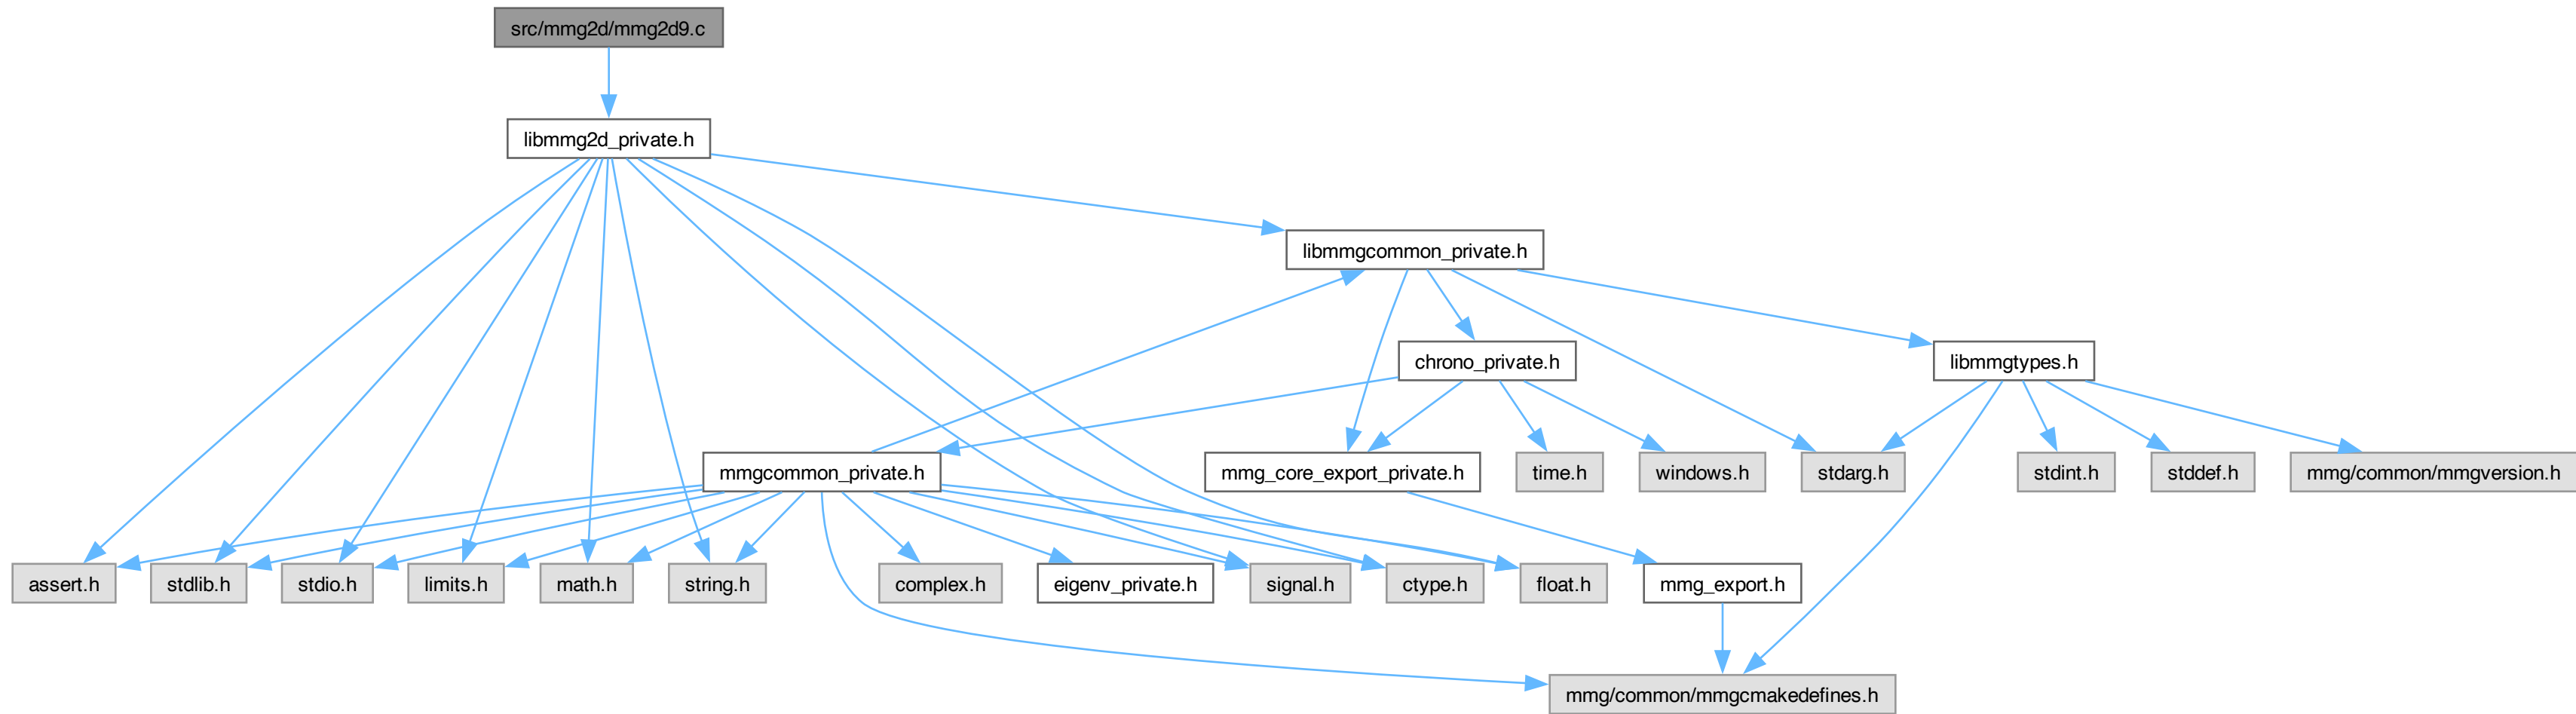 src/mmg2d/mmg2d9.c
libmmg2d_private.h
libmmgcommon_private.h
chrono_private.h
libmmgtypes.h
mmgcommon_private.h
mmg_core_export_private.h
time.h
windows.h
stdarg.h
stdint.h
stddef.h
mmg/common/mmgversion.h
assert.h
stdlib.h
stdio.h
limits.h
math.h
string.h
complex.h
eigenv_private.h
signal.h
ctype.h
float.h
mmg_export.h
mmg/common/mmgcmakedefines.h